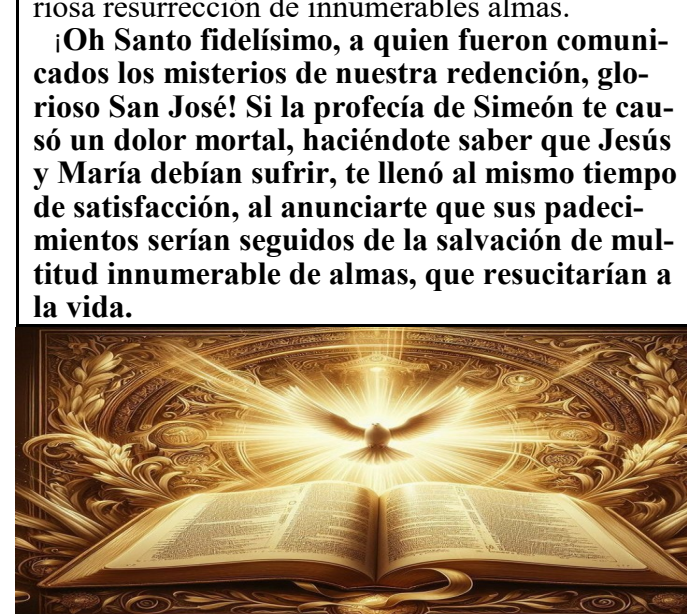 riosa resurrección de innumerables almas.
¡Oh Santo fidelísimo, a quien fueron comuni-
cados los misterios de nuestra redención, glo-
rioso San José! Si la profecía de Simeón te cau-
só un dolor mortal, haciéndote saber que Jesús
y María debían sufrir, te llenó al mismo tiempo
de satisfacción, al anunciarte que sus padeci-
mientos serían seguidos de la salvación de mul-
titud innumerable de almas, que resucitarían a
la vida.